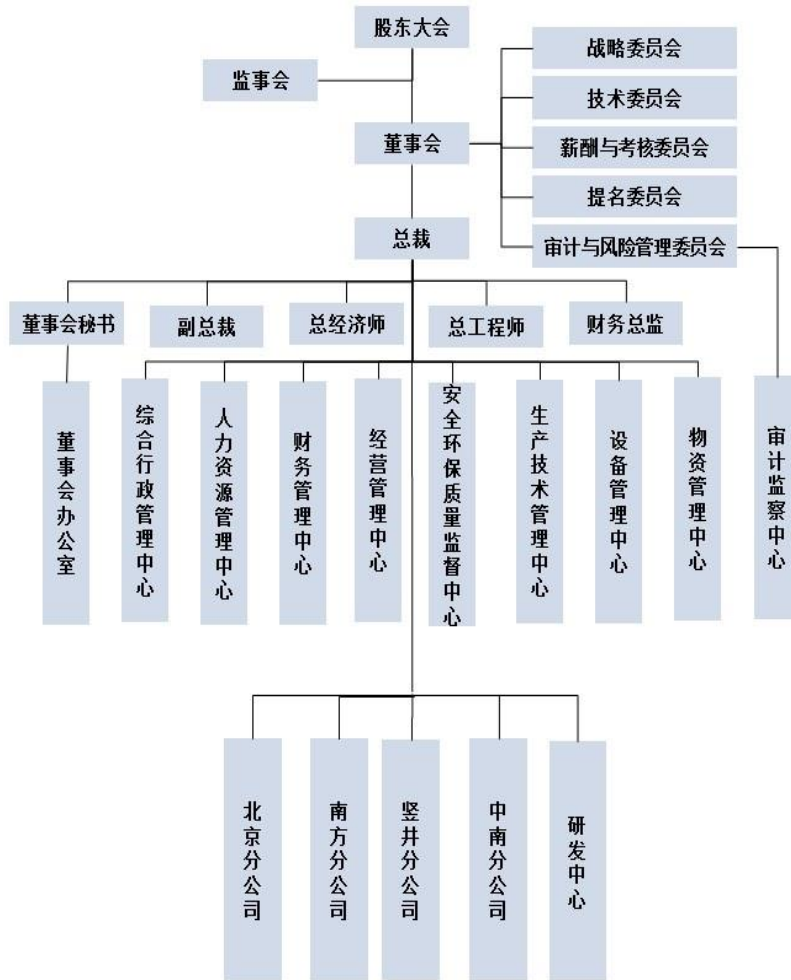 股东大会
监事会
战略委员会
技术委员会
董事会
薪酬与考核委员会
提名委员会
总裁
审计与风险管理委员会
董事会秘书
副总裁
总经济师
总工程师
财务总监
董事会办公室
综合行政管理中心
人力资源管理中心
财务管理中心
经营管理中心
安全环保质量监督中心
生产技术管理中心
设备管理中心
物资管理中心
审计监察中心
北京分公司
南方分公司
竖井分公司
中南分公司
研发中心